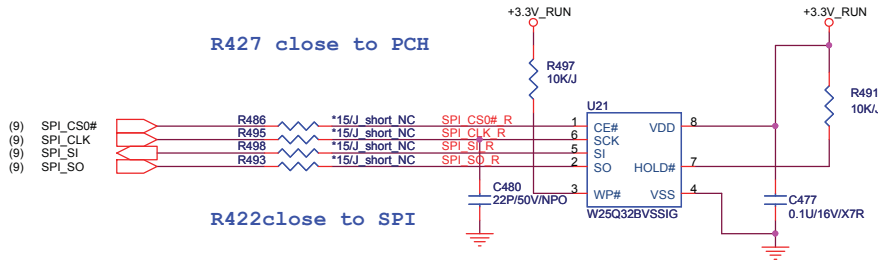 +3.3V_RUN
+3.3V_RUN
R427 close to PCH
R497
10K/J
R491
10K/J
U21
(9) SPI_CS0# R486 *15/J_short_NC SPI_CS0#_R 1 CE# VDD 8
(9) SPI_CLK R495 *15/J_short_NC SPI_CLK_R 6 SCK
(9) SPI_SI R498 *15/J_short_NC SPI_SI_R 5 SI
(9) SPI_SO R493 *15/J_short_NC SPI_SO_R 2 SO HOLD# 7
3 WP# VSS 4
C480
22P/50V/NPO
W25Q32BVSSIG
C477
0.1U/16V/X7R
R422close to SPI